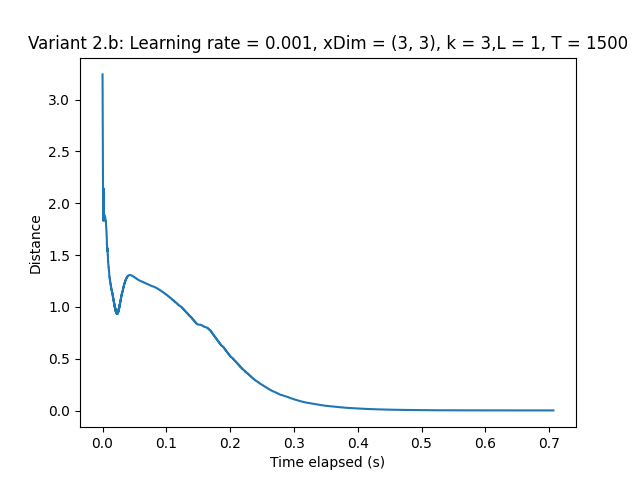 Variant 2.b: Learning rate = 0.001, xDim = (3, 3), k = 3,L = 1, T = 1500
3.0
2.5
2.0
1.5
1.0
0.5
0.0
Distance
0.0 0.1 0.2 0.3 0.4 0.5 0.6 0.7
Time elapsed (s)